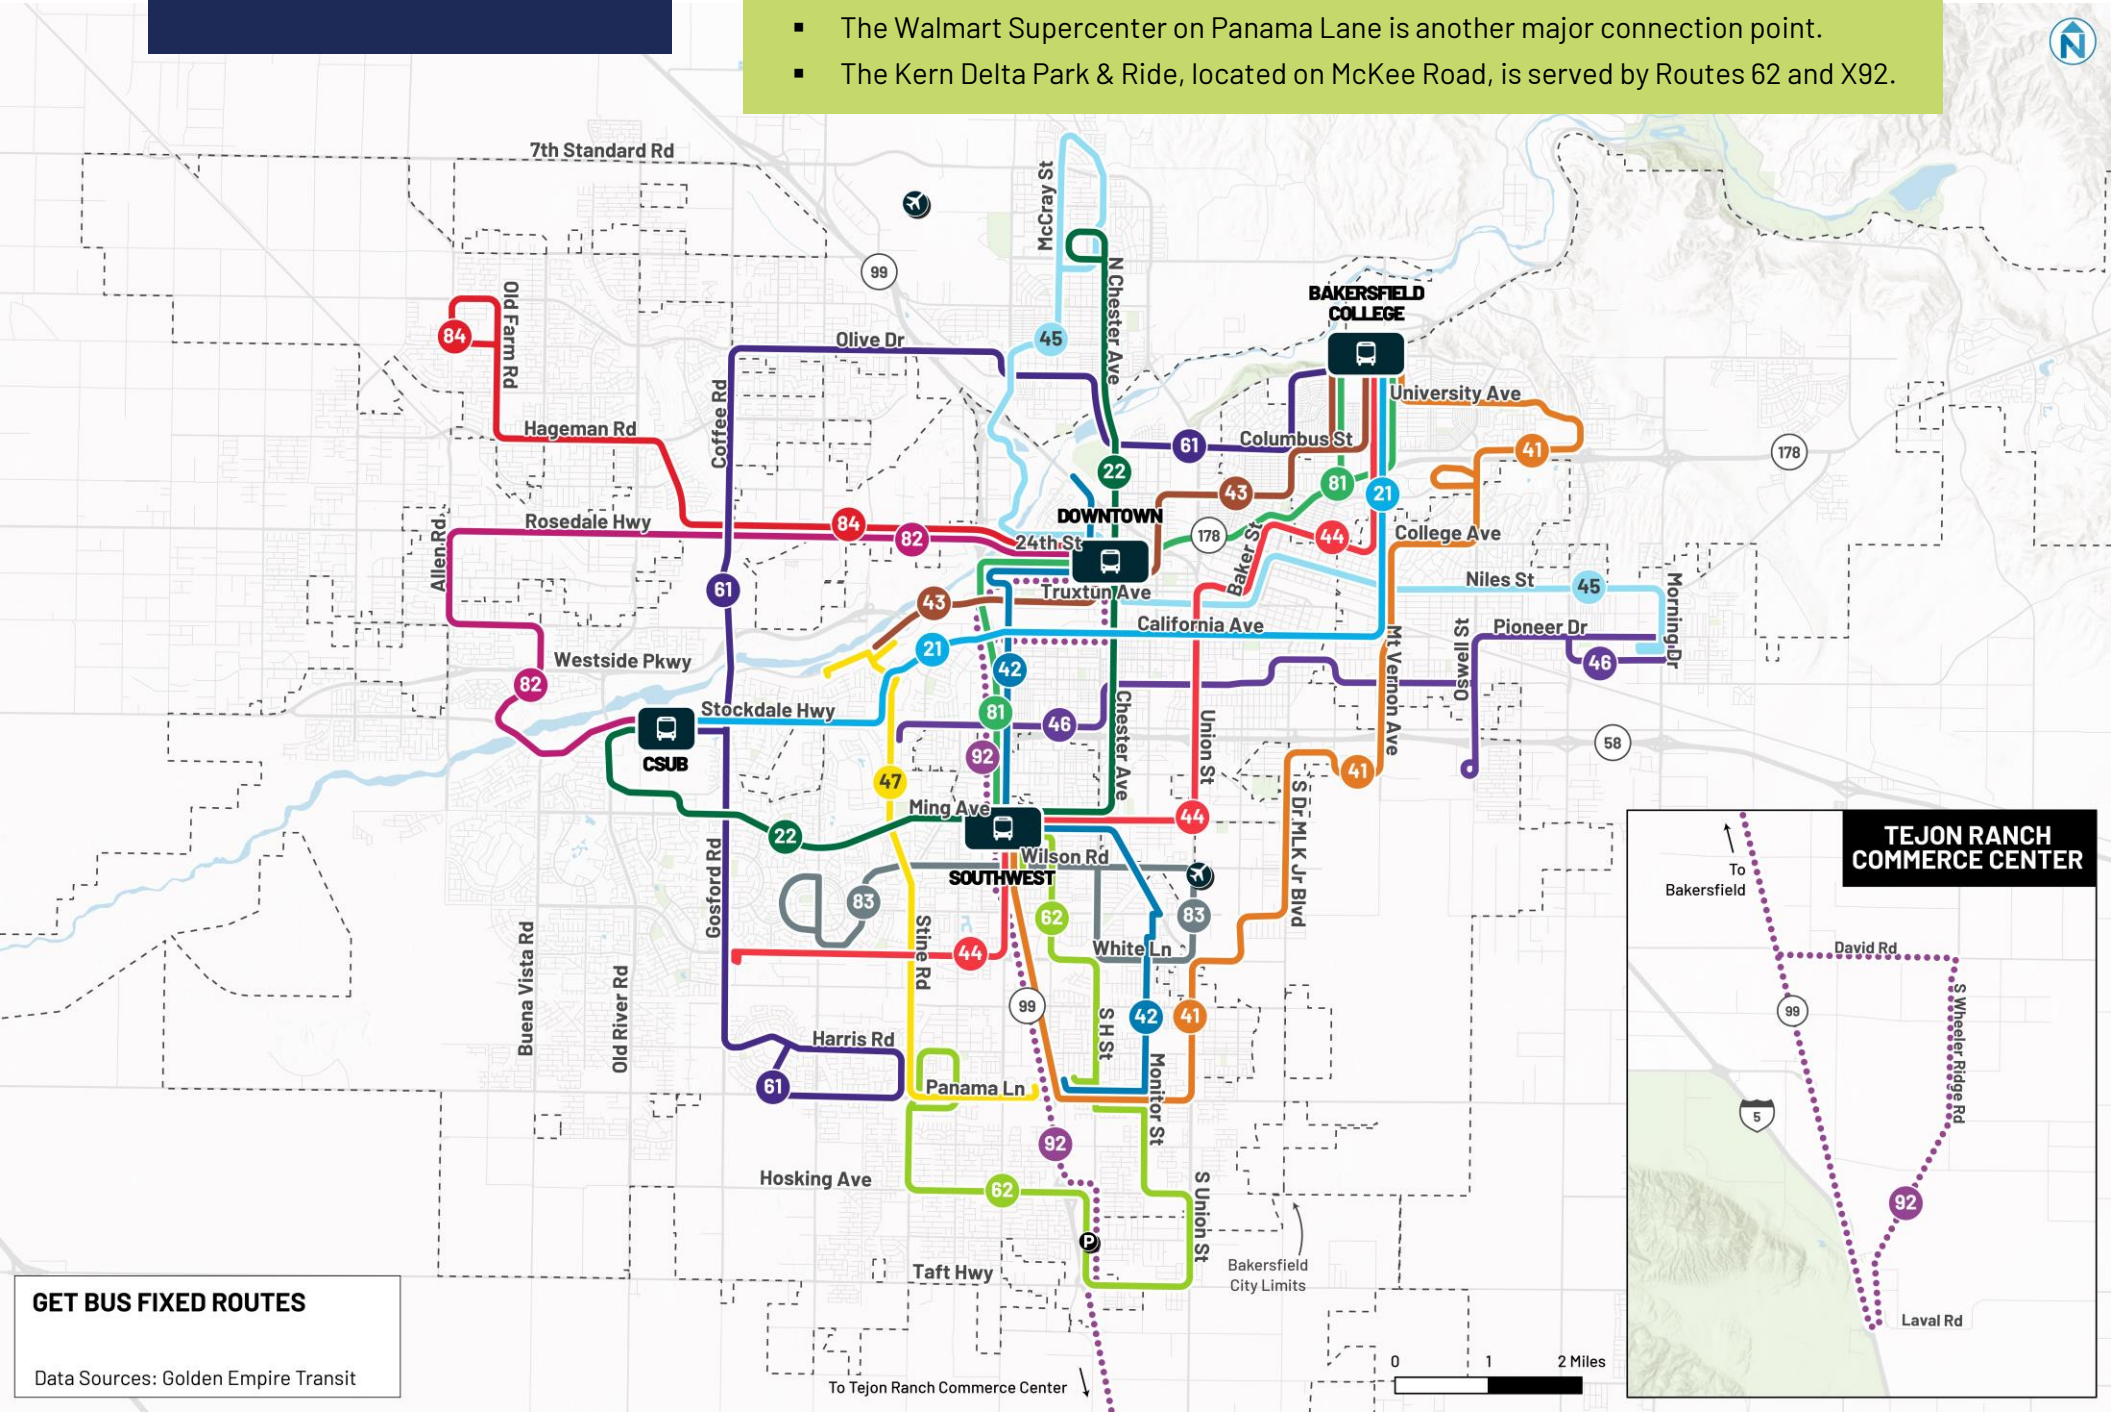 ▪ The Walmart Supercenter on Panama Lane is another major connection point.
▪ The Kern Delta Park & Ride, located on McKee Road, is served by Routes 62 and X92.
N
7th Standard Rd
McCray St
99
N Chester Ave
Old Farm Rd
BAKERSFIELD
COLLEGE
84
45
Olive Dr
Coffee Rd
University Ave
Hageman Rd
61
Columbus St
41
178
22
43
81
21
Rosedale Hwy
84
82
DOWNTOWN
24th St
178
Baker St
44
College Ave
Allen Rd
61
43
Truxtun Ave
Niles St
45
Morning Dr
California Ave
Pioneer Dr
Oswell St
46
21
42
Mt Vernon Ave
Westside Pkwy
82
Stockdale Hwy
81
46
Chester Ave
Union St
58
CSUB
92
47
41
Ming Ave
44
S Dr MLK Jr Blvd
22
Wilson Rd
SOUTHWEST
Gosford Rd
83
62
83
Stine Rd
White Ln
44
Buena Vista Rd
Old River Rd
99
S H St
42
41
Harris Rd
61
Panama Ln
Monitor St
92
Hosking Ave
62
S Union St
P
Taft Hwy
Bakersfield
City Limits
To Tejon Ranch Commerce Center
0 1 2 Miles
GET BUS FIXED ROUTES
Data Sources: Golden Empire Transit
TEJON RANCH
COMMERCE CENTER
To
Bakersfield
David Rd
99
S Wheeler Ridge Rd
5
92
Laval Rd